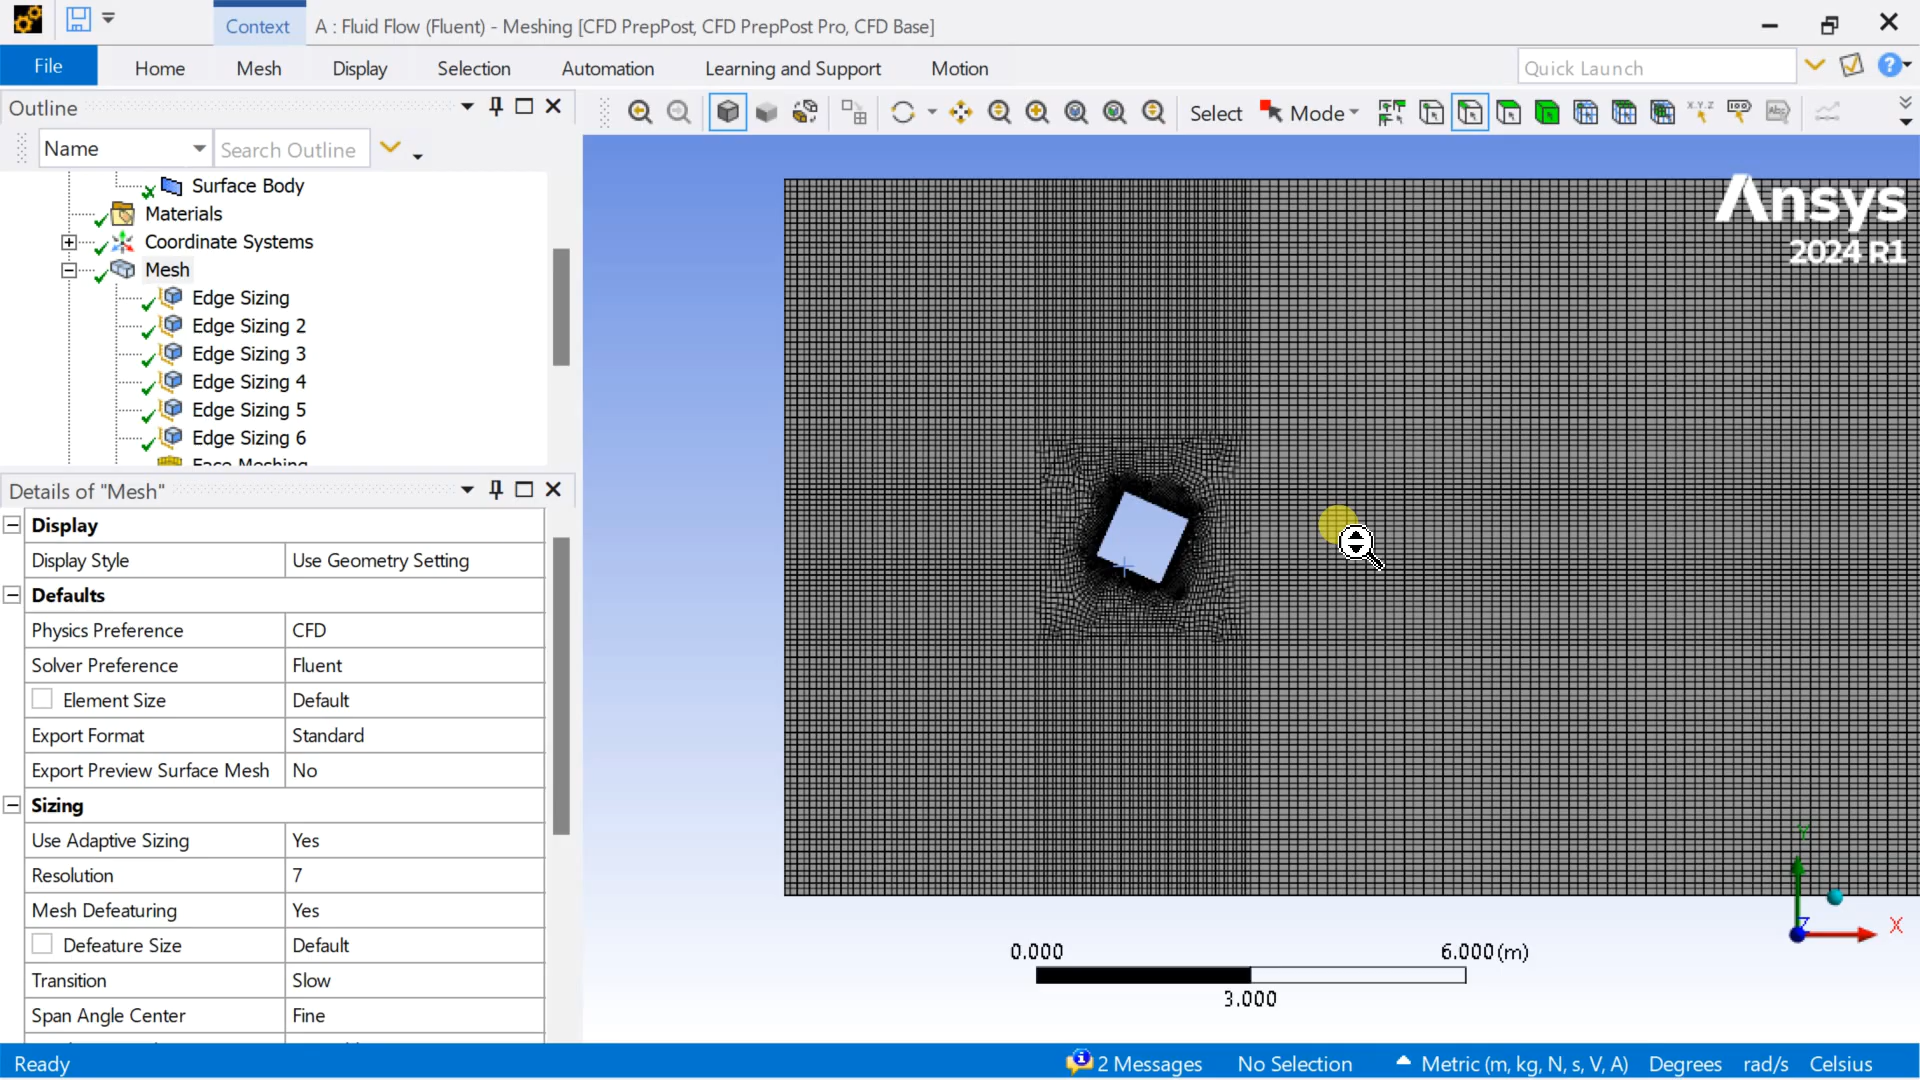 Context
A : Fluid Flow (Fluent) - Meshing [CFD PrepPost, CFD PrepPost Pro, CFD Base]
File
Home
Mesh
Display
Selection
Automation
Learning and Support
Motion
Quick Launch
Outline
Name
Search Outline
Select
Mode
Surface Body
Materials
Coordinate Systems
Mesh
Edge Sizing
Edge Sizing 2
Edge Sizing 3
Edge Sizing 4
Edge Sizing 5
Edge Sizing 6
Face Meshing
Details of "Mesh"
Display
Display Style Use Geometry Setting
Defaults
Physics Preference CFD
Solver Preference Fluent
Element Size Default
Export Format Standard
Export Preview Surface Mesh No
Sizing
Use Adaptive Sizing Yes
Resolution 7
Mesh Defeaturing Yes
Defeature Size Default
Transition Slow
Span Angle Center Fine
Ansys
2024 R1
Y
Z
X
0.000
6.000(m)
3.000
Ready
2 Messages
No Selection
Metric (m, kg, N, s, V, A)
Degrees
rad/s
Celsius